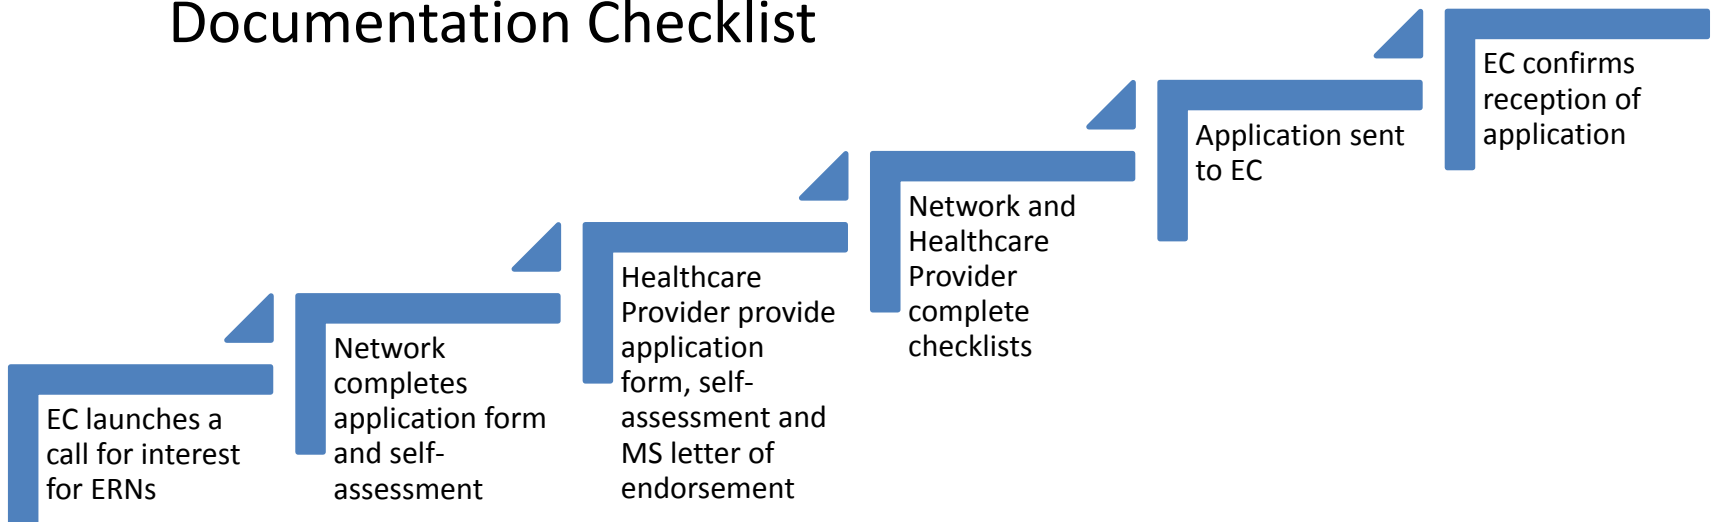 Documentation Checklist
EC launches a
call for interest
for ERNs
Network
completes
application form
and self-
assessment
Healthcare
Provider provide
application
form, self-
assessment and
MS letter of
endorsement
Network and
Healthcare
Provider
complete
checklists
Application sent
to EC
EC confirms
reception of
application